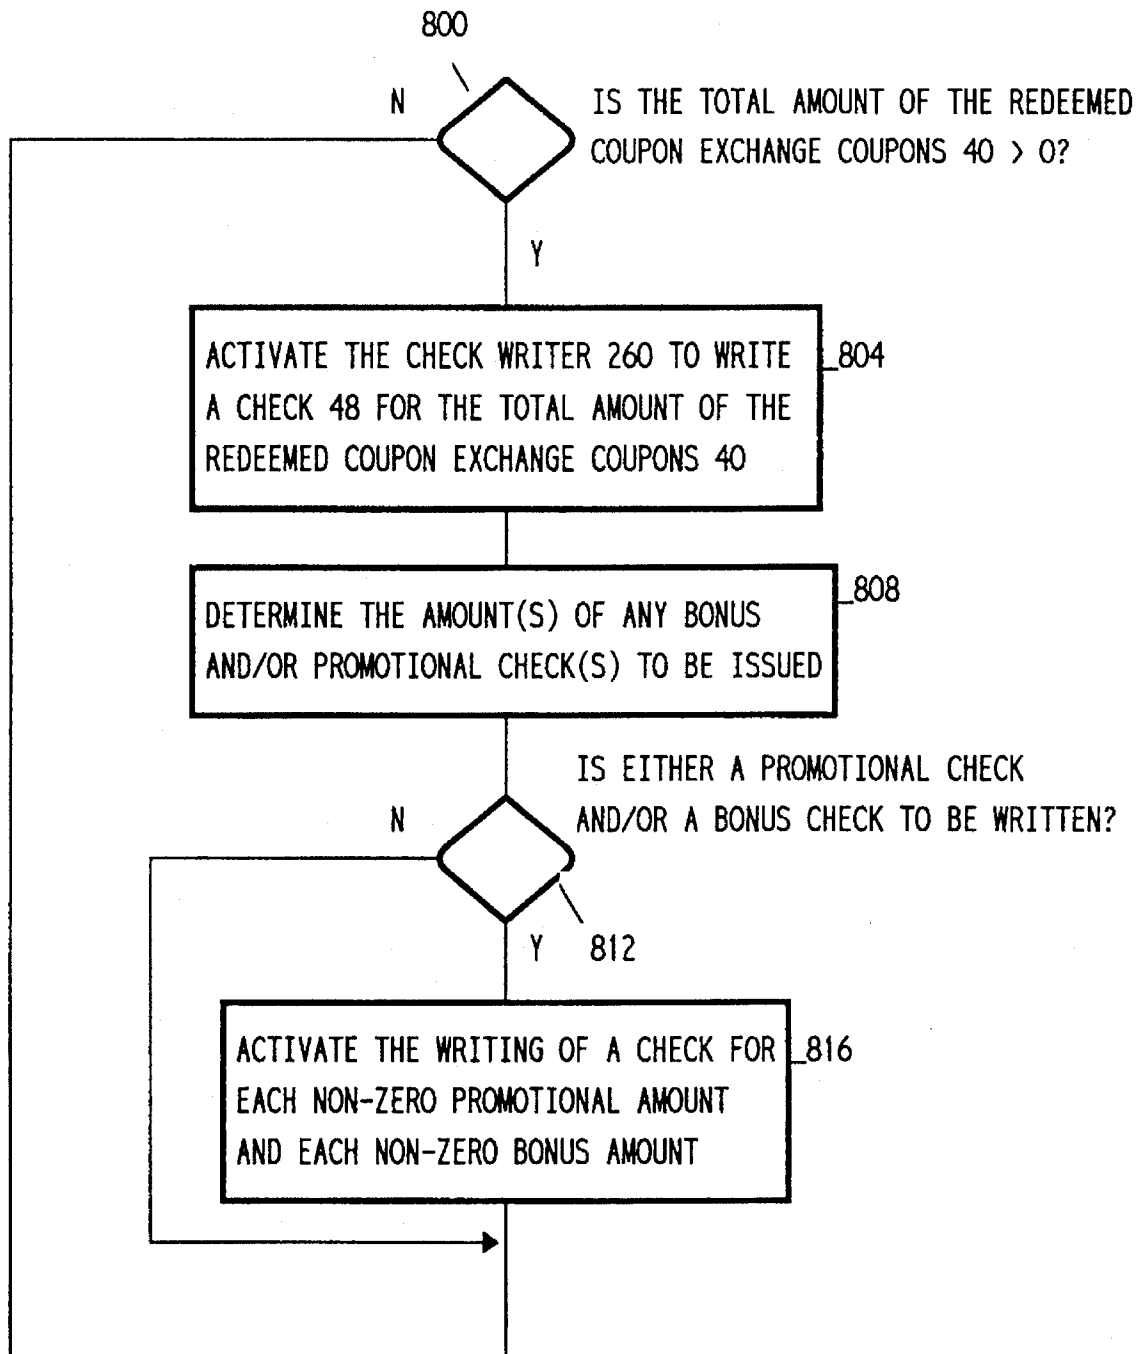 800
N
IS THE TOTAL AMOUNT OF THE REDEEMED
COUPON EXCHANGE COUPONS 40 > 0?
Y
ACTIVATE THE CHECK WRITER 260 TO WRITE
A CHECK 48 FOR THE TOTAL AMOUNT OF THE
REDEEMED COUPON EXCHANGE COUPONS 40
804
DETERMINE THE AMOUNT(S) OF ANY BONUS
AND/OR PROMOTIONAL CHECK(S) TO BE ISSUED
808
IS EITHER A PROMOTIONAL CHECK
AND/OR A BONUS CHECK TO BE WRITTEN?
N
Y
812
ACTIVATE THE WRITING OF A CHECK FOR
EACH NON-ZERO PROMOTIONAL AMOUNT
AND EACH NON-ZERO BONUS AMOUNT
816